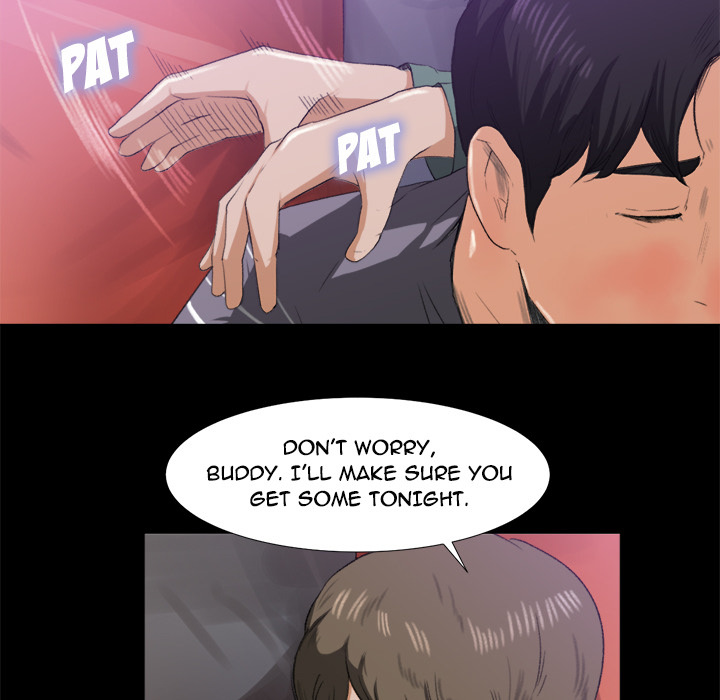 PAT
PAT
DON'T WORRY,
BUDDY. I'LL MAKE SURE YOU
GET SOME TONIGHT.